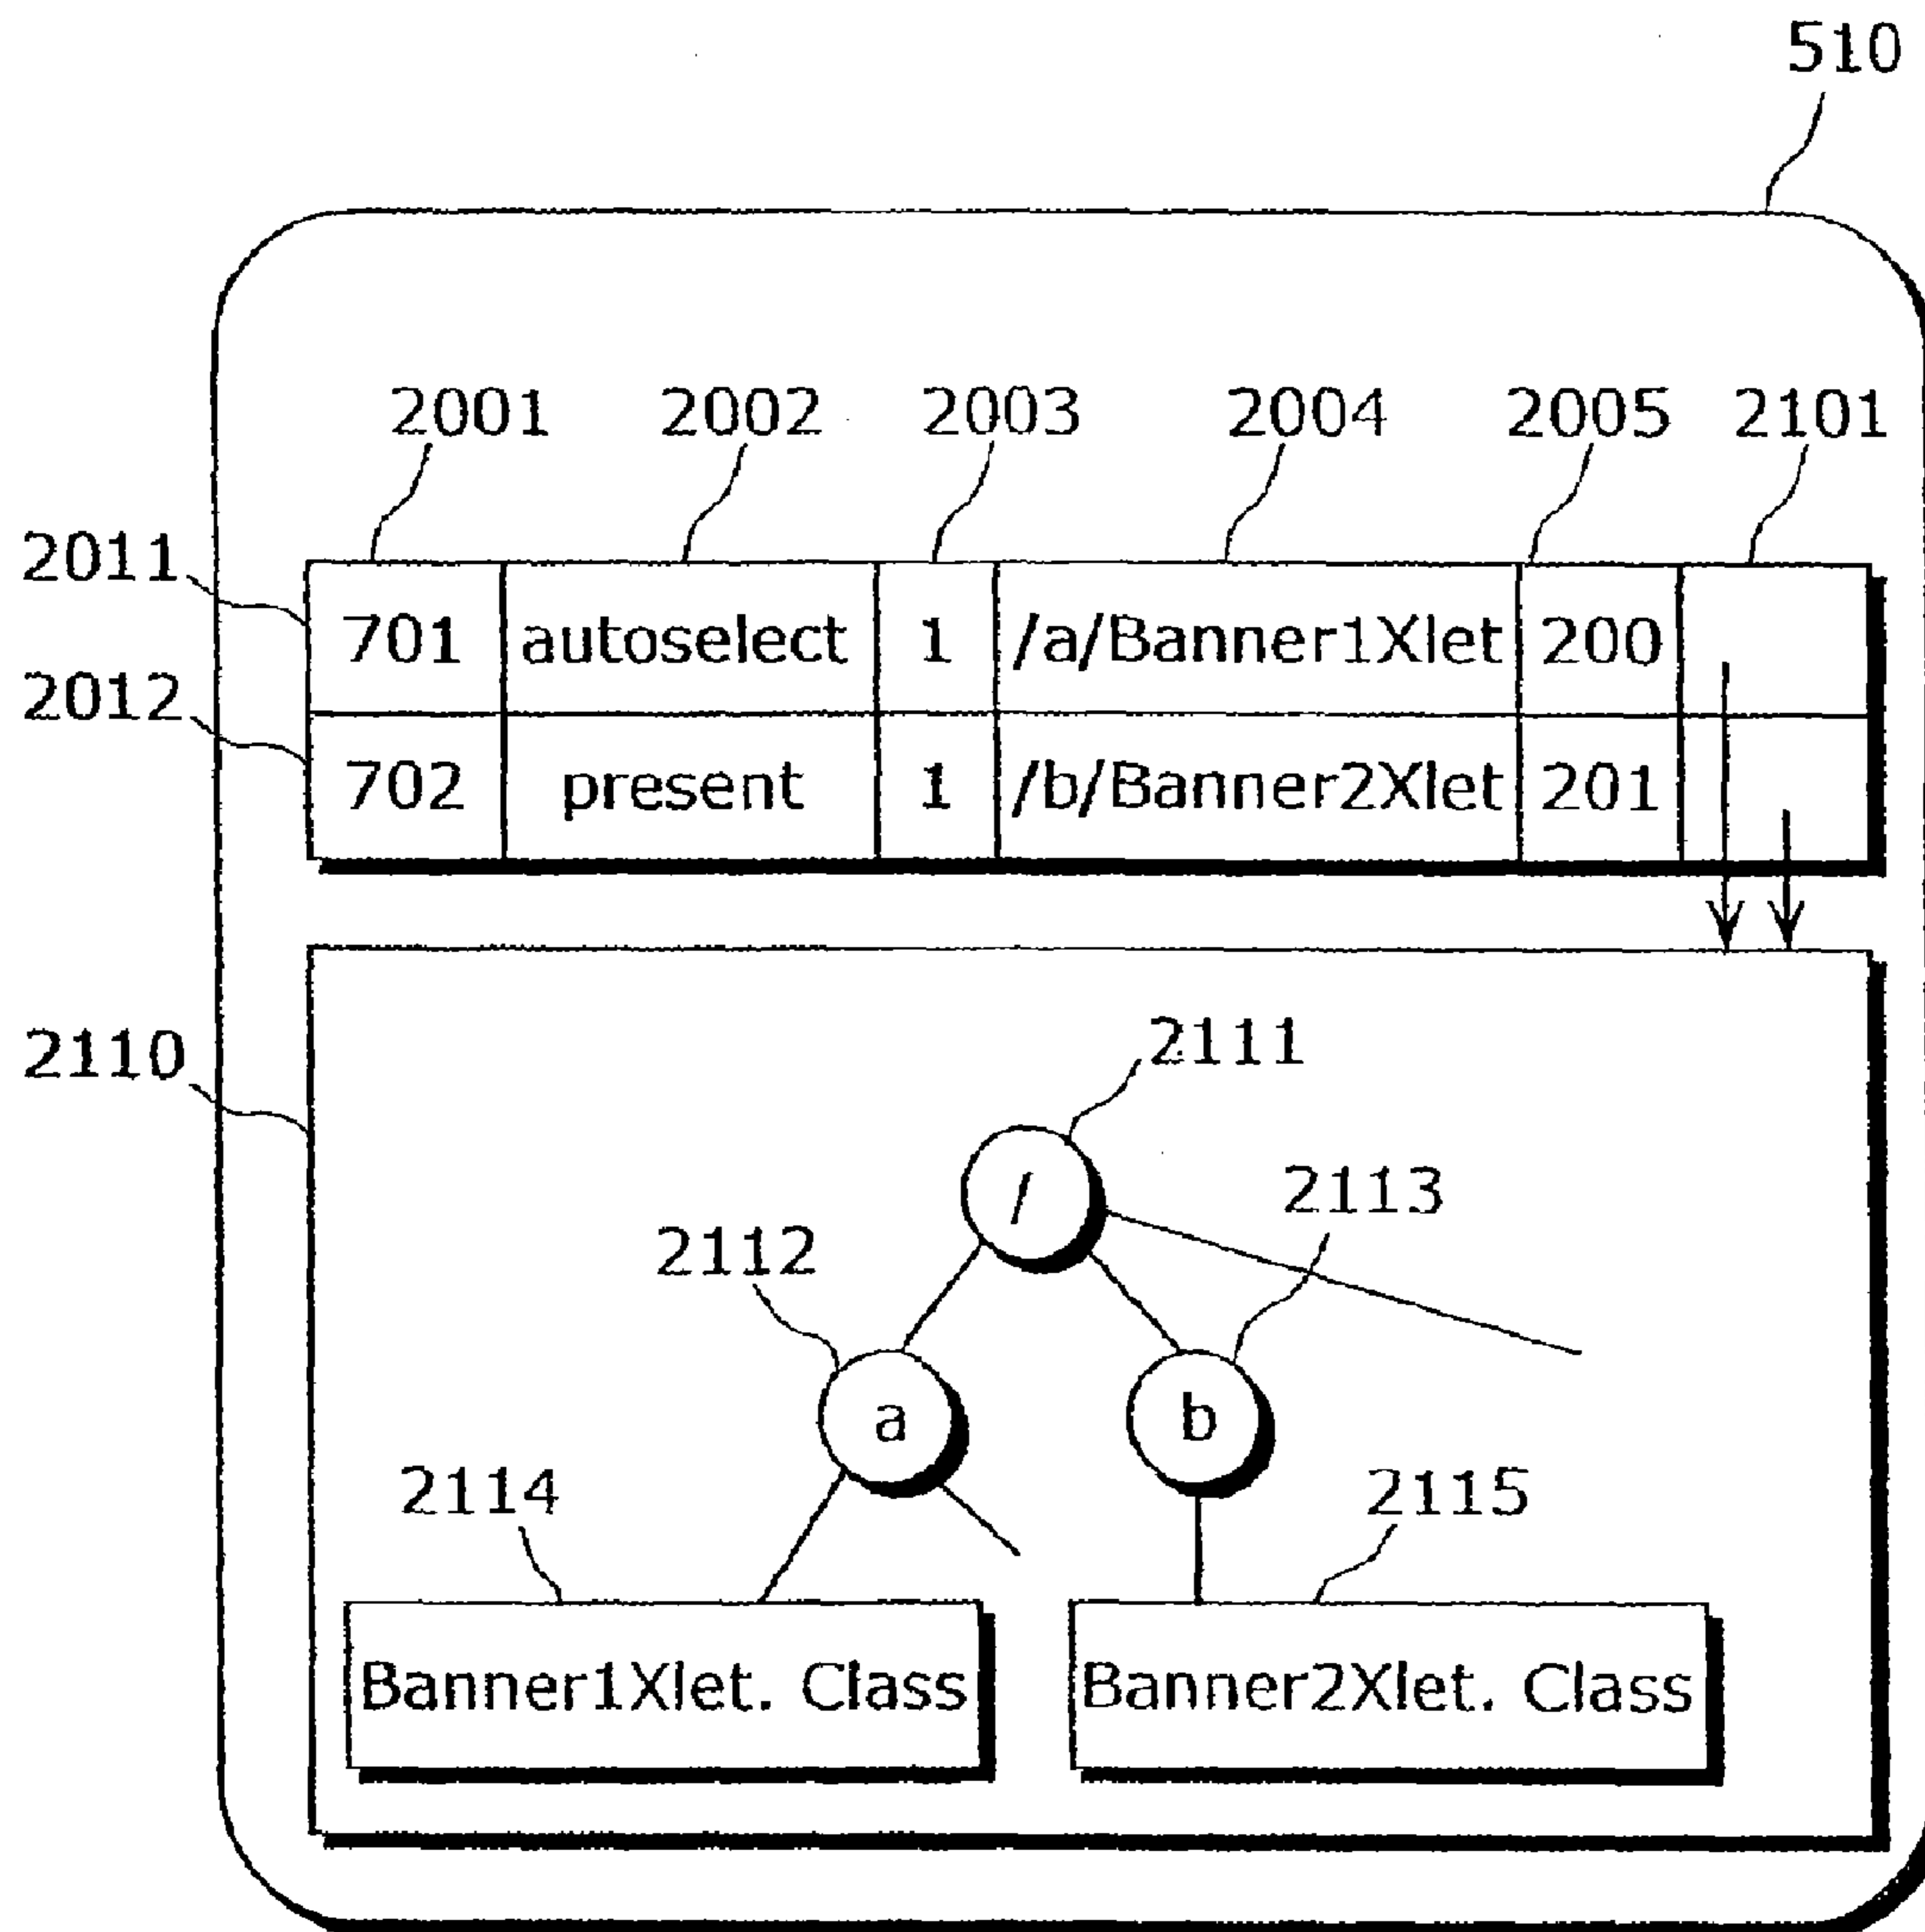 510
2001 2002 2003 2004 2005 2101
2011
701 autoselect 1 /a/Banner1Xlet 200
2012
702 present 1 /b/Banner2Xlet 201
2110
2111
/
2113
2112
a b
2114 2115
Banner1Xlet. Class Banner2Xlet. Class